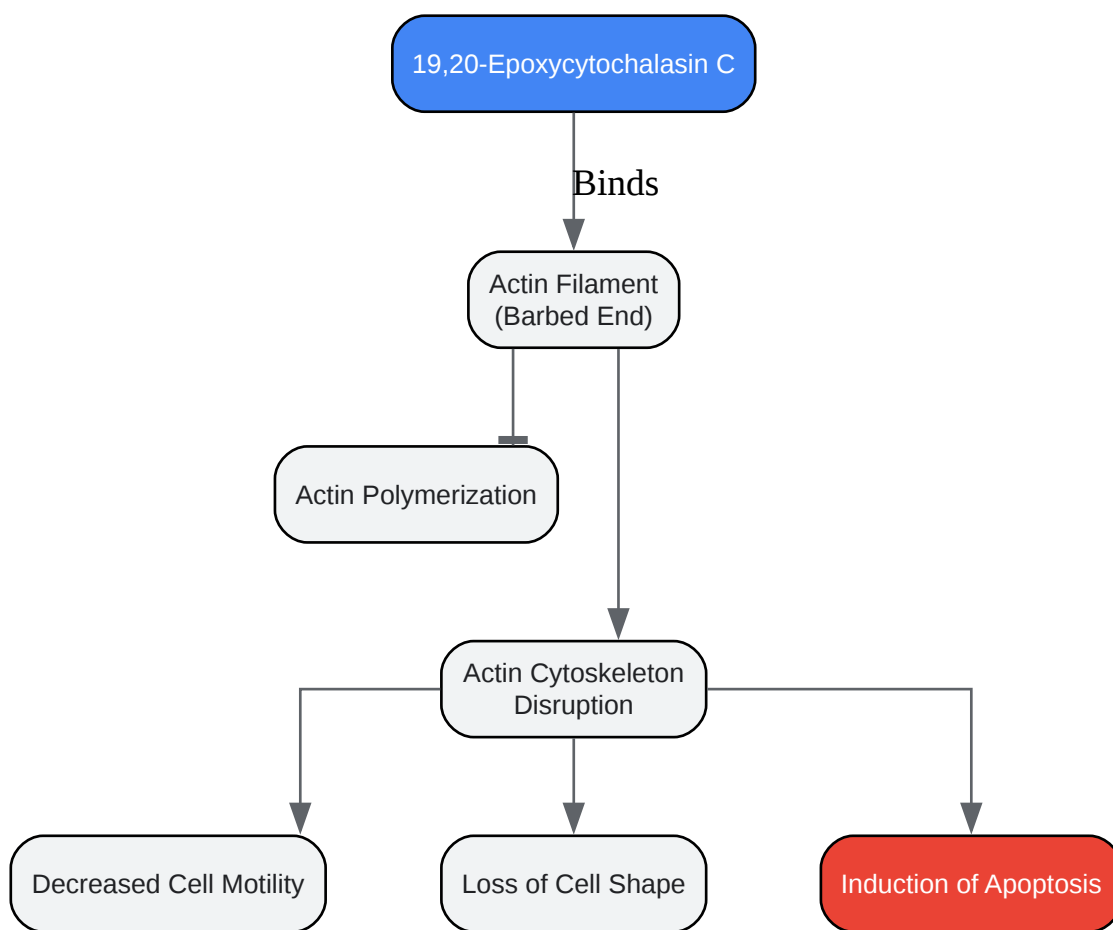 19,20-Epoxycytochalasin C
Binds
Actin Filament
(Barbed End)
Actin Polymerization
Actin Cytoskeleton
Disruption
Decreased Cell Motility
Loss of Cell Shape
Induction of Apoptosis